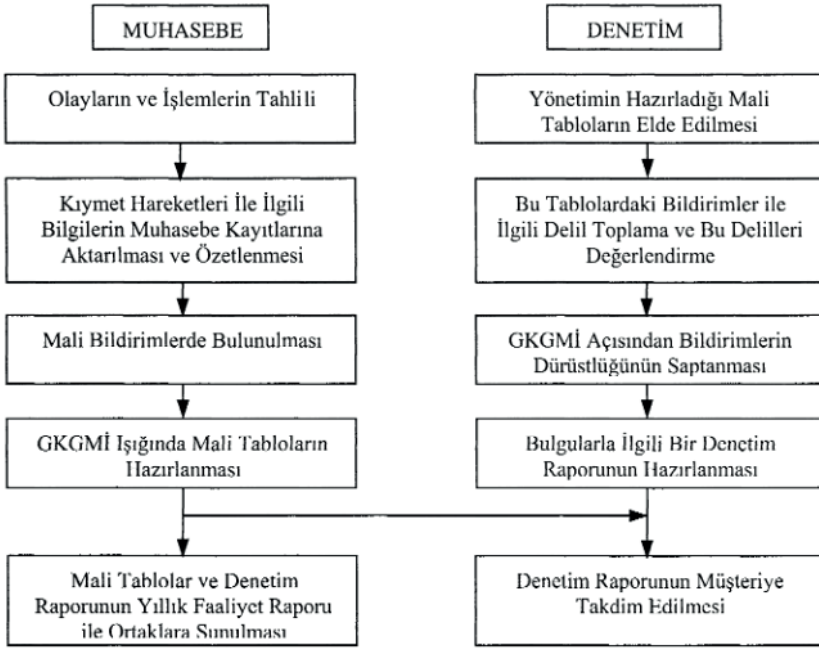 MUHASEBE
Olayların ve İşlemlerin Tahlili
Kıymet Hareketleri İle İlgili
Bilgilerin Muhasebe Kayıtlarına
Aktarılması ve Özetlenmesi
Mali Bildirimlerde Bulunulması
GKGMİ Işığında Mali Tabloların
Hazırlanması
Mali Tablolar ve Denetim
Raporunun Yıllık Faaliyet Raporu
ile Ortaklara Sunulması
DENETİM
Yönetimin Hazırladığı Mali
Tabloların Elde Edilmesi
Bu Tablolardaki Bildirimler ile
İlgili Delil Toplama ve Bu Delilleri
Değerlendirme
GKGMİ Açısından Bildirimlerin
Dürüstlüğünün Saptanması
Bulgularla İlgili Bir Denetim
Raporunun Hazırlanması
Denetim Raporunun Müşteriye
Takdim Edilmesi